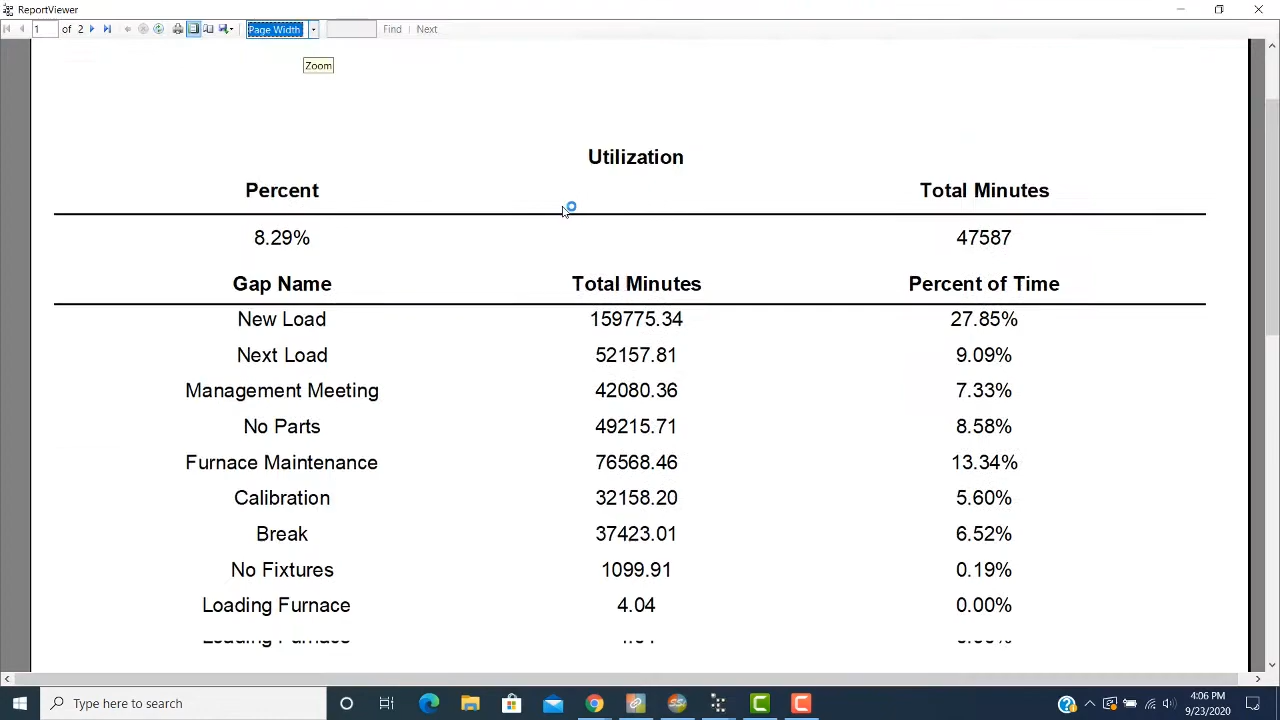 ReportViewer
1 of 2 Page Width Find Next
Zoom
Utilization
Percent Total Minutes
8.29% 47587
Gap Name Total Minutes Percent of Time
New Load 159775.34 27.85%
Next Load 52157.81 9.09%
Management Meeting 42080.36 7.33%
No Parts 49215.71 8.58%
Furnace Maintenance 76568.46 13.34%
Calibration 32158.20 5.60%
Break 37423.01 6.52%
No Fixtures 1099.91 0.19%
Loading Furnace 4.04 0.00%
Type here to search
4:06 PM
9/23/2020